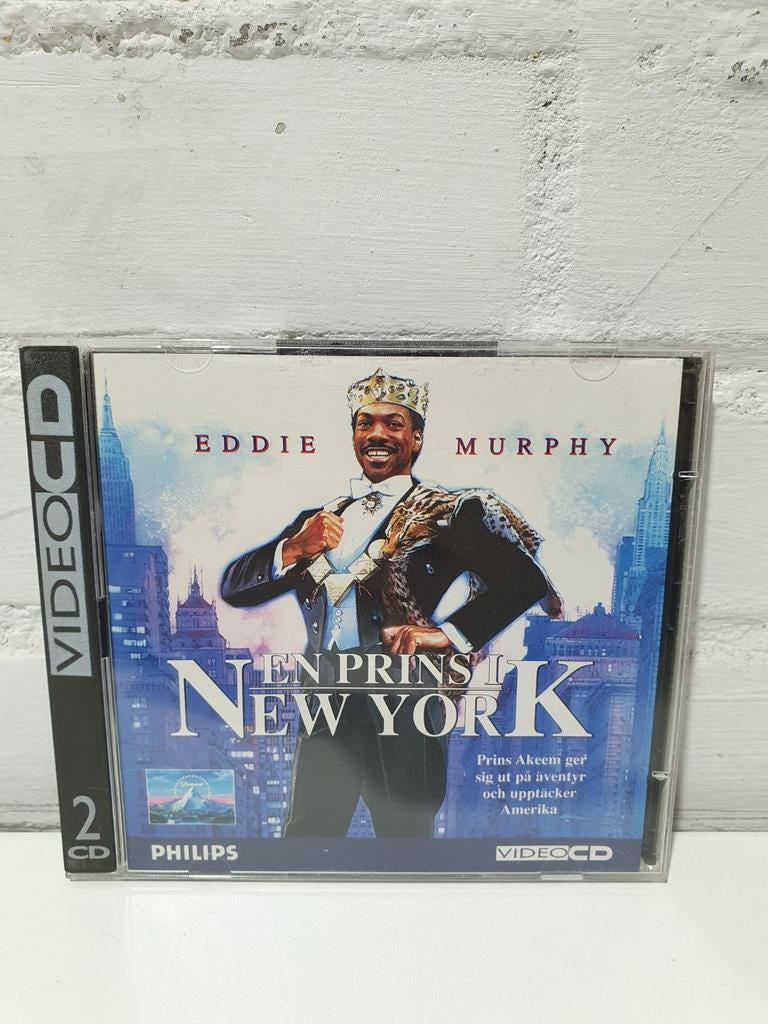 VIDEO CD
2
CD
EDDIE MURPHY
EN PRINS I
NEW YORK
Prins Akeem ger
sig ut på äventyr
och upptäcker
Amerika
Paramount
PHILIPS
VIDEO CD